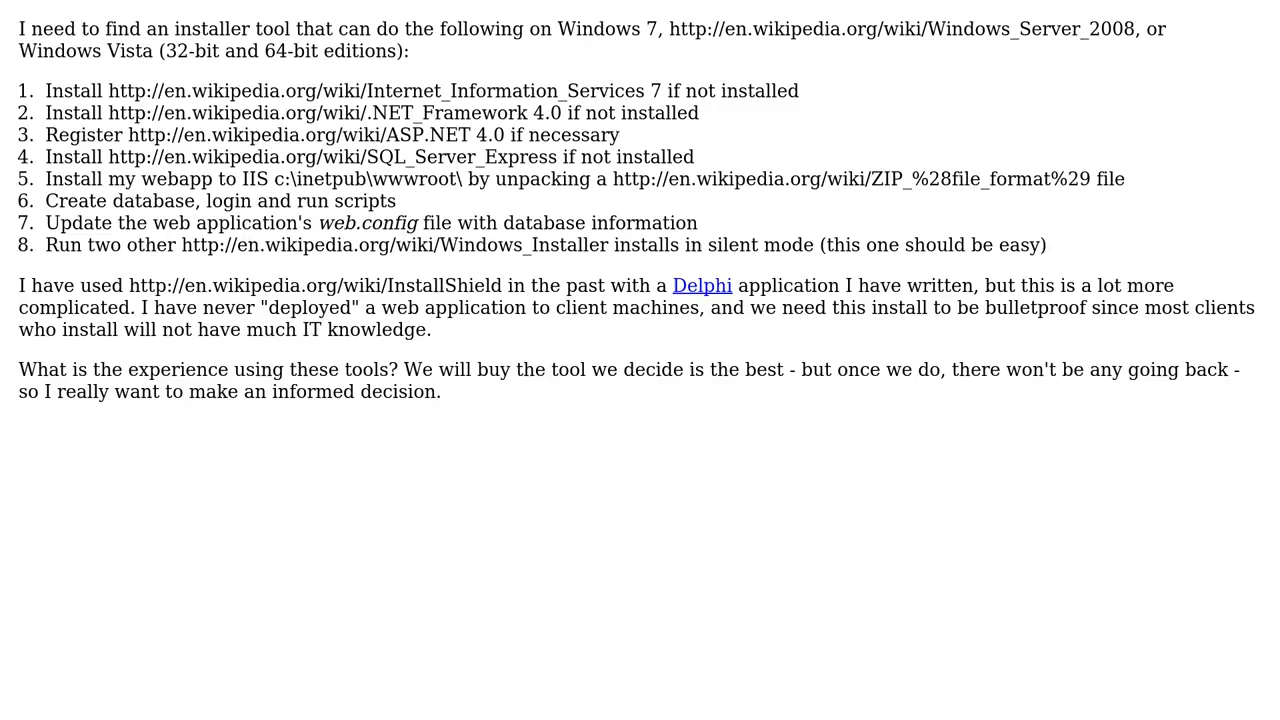 I need to find an installer tool that can do the following on Windows 7, http://en.wikipedia.org/wiki/Windows_Server_2008, or
Windows Vista (32-bit and 64-bit editions):
1. Install http://en.wikipedia.org/wiki/Internet_Information_Services 7 if not installed
2. Install http://en.wikipedia.org/wiki/.NET_Framework 4.0 if not installed
3. Register http://en.wikipedia.org/wiki/ASP.NET 4.0 if necessary
4. Install http://en.wikipedia.org/wiki/SQL_Server_Express if not installed
5. Install my webapp to IIS c:\inetpub\wwwroot\ by unpacking a http://en.wikipedia.org/wiki/ZIP_%28file_format%29 file
6. Create database, login and run scripts
7. Update the web application's web.config file with database information
8. Run two other http://en.wikipedia.org/wiki/Windows_Installer installs in silent mode (this one should be easy)
I have used http://en.wikipedia.org/wiki/InstallShield in the past with a Delphi application I have written, but this is a lot more
complicated. I have never "deployed" a web application to client machines, and we need this install to be bulletproof since most clients
who install will not have much IT knowledge.
What is the experience using these tools? We will buy the tool we decide is the best - but once we do, there won't be any going back -
so I really want to make an informed decision.